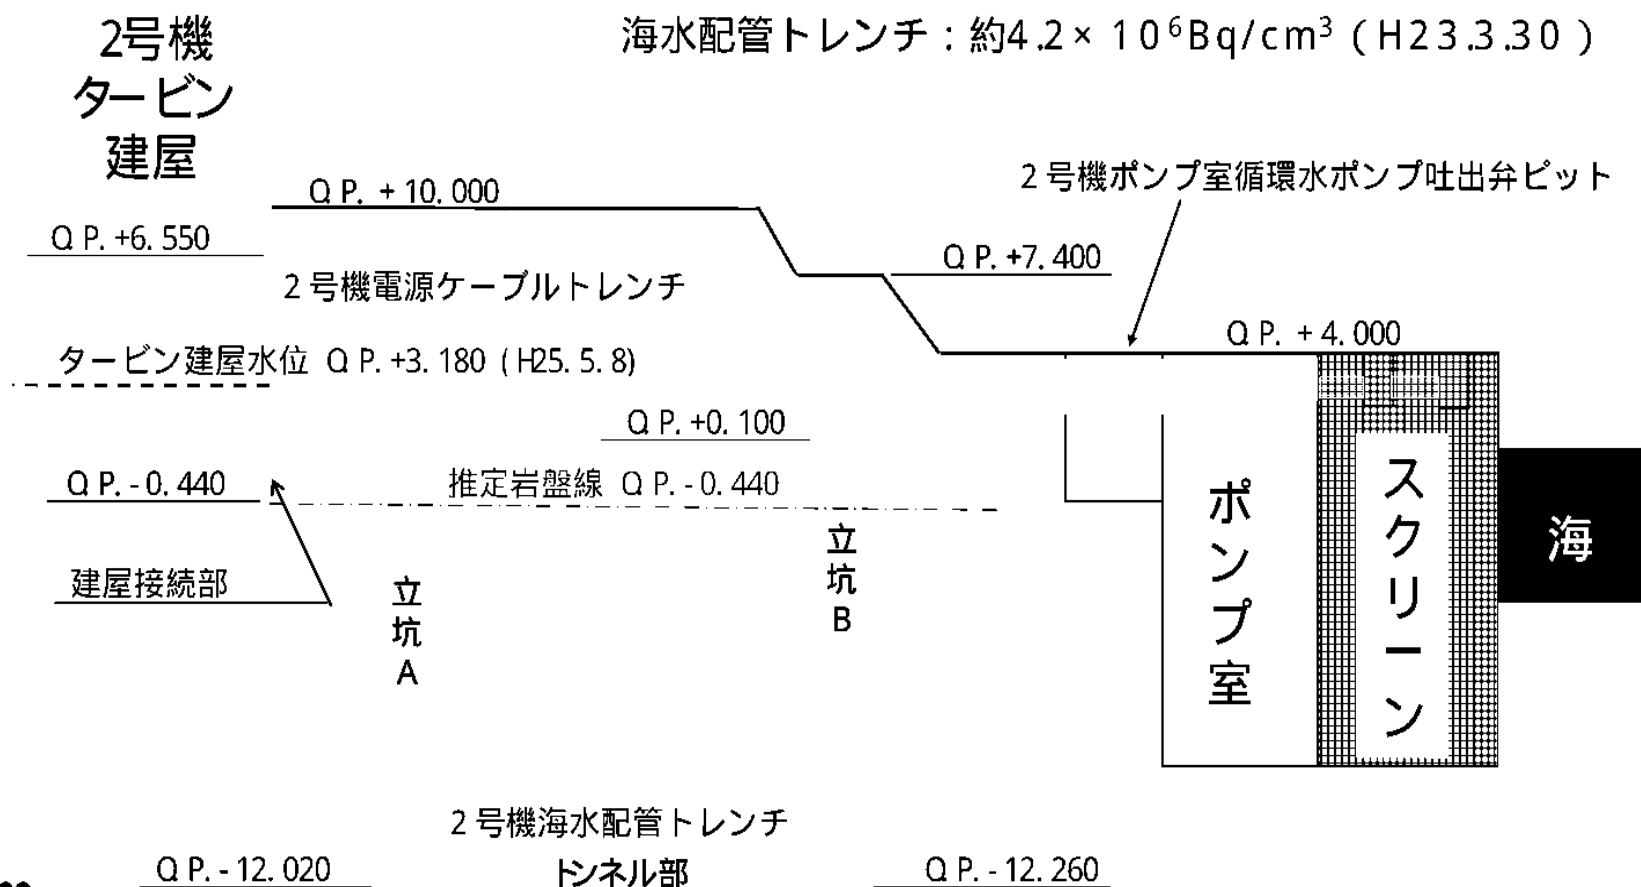 2号機
タービン
建屋
海水配管トレンチ：約4.2×10⁶Bq/cm³（H23.3.30）
2号機ポンプ室循環水ポンプ吐出弁ピット
O.P.+10.000
O.P.+6.550
O.P.+7.400
2号機電源ケーブルトレンチ
O.P.+4.000
タービン建屋水位 O.P.+3.180 (H25.5.8)
O.P.+0.100
O.P.-0.440
推定岩盤線 O.P.-0.440
建屋接続部
立坑A
立坑B
ポンプ室
スクリーン
海
2号機海水配管トレンチ
トンネル部
O.P.-12.020
O.P.-12.260